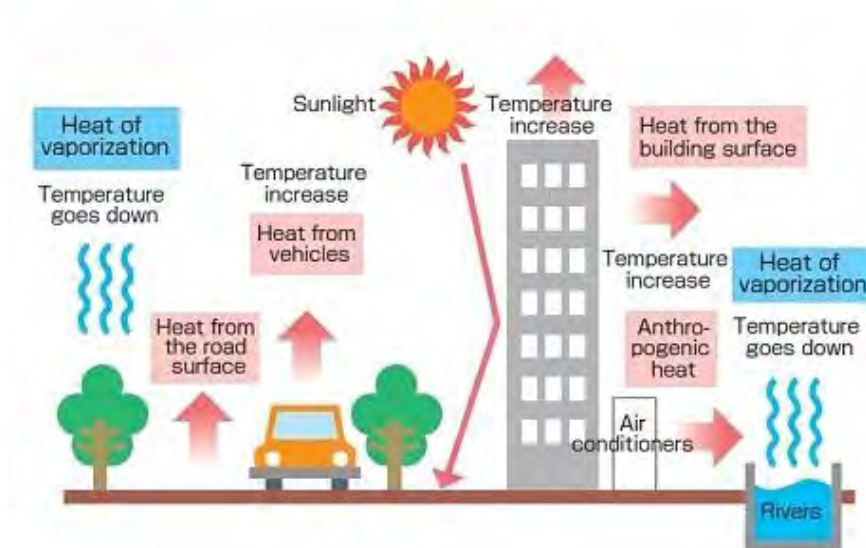 Sunlight
Temperature
increase
Heat of
vaporization
Temperature
goes down
Temperature
increase
Heat from
vehicles
Heat from the
building surface
Heat from
the road
surface
Temperature
increase
Anthro-
pogenic
heat
Heat of
vaporization
Temperature
goes down
Air
conditioners
Rivers